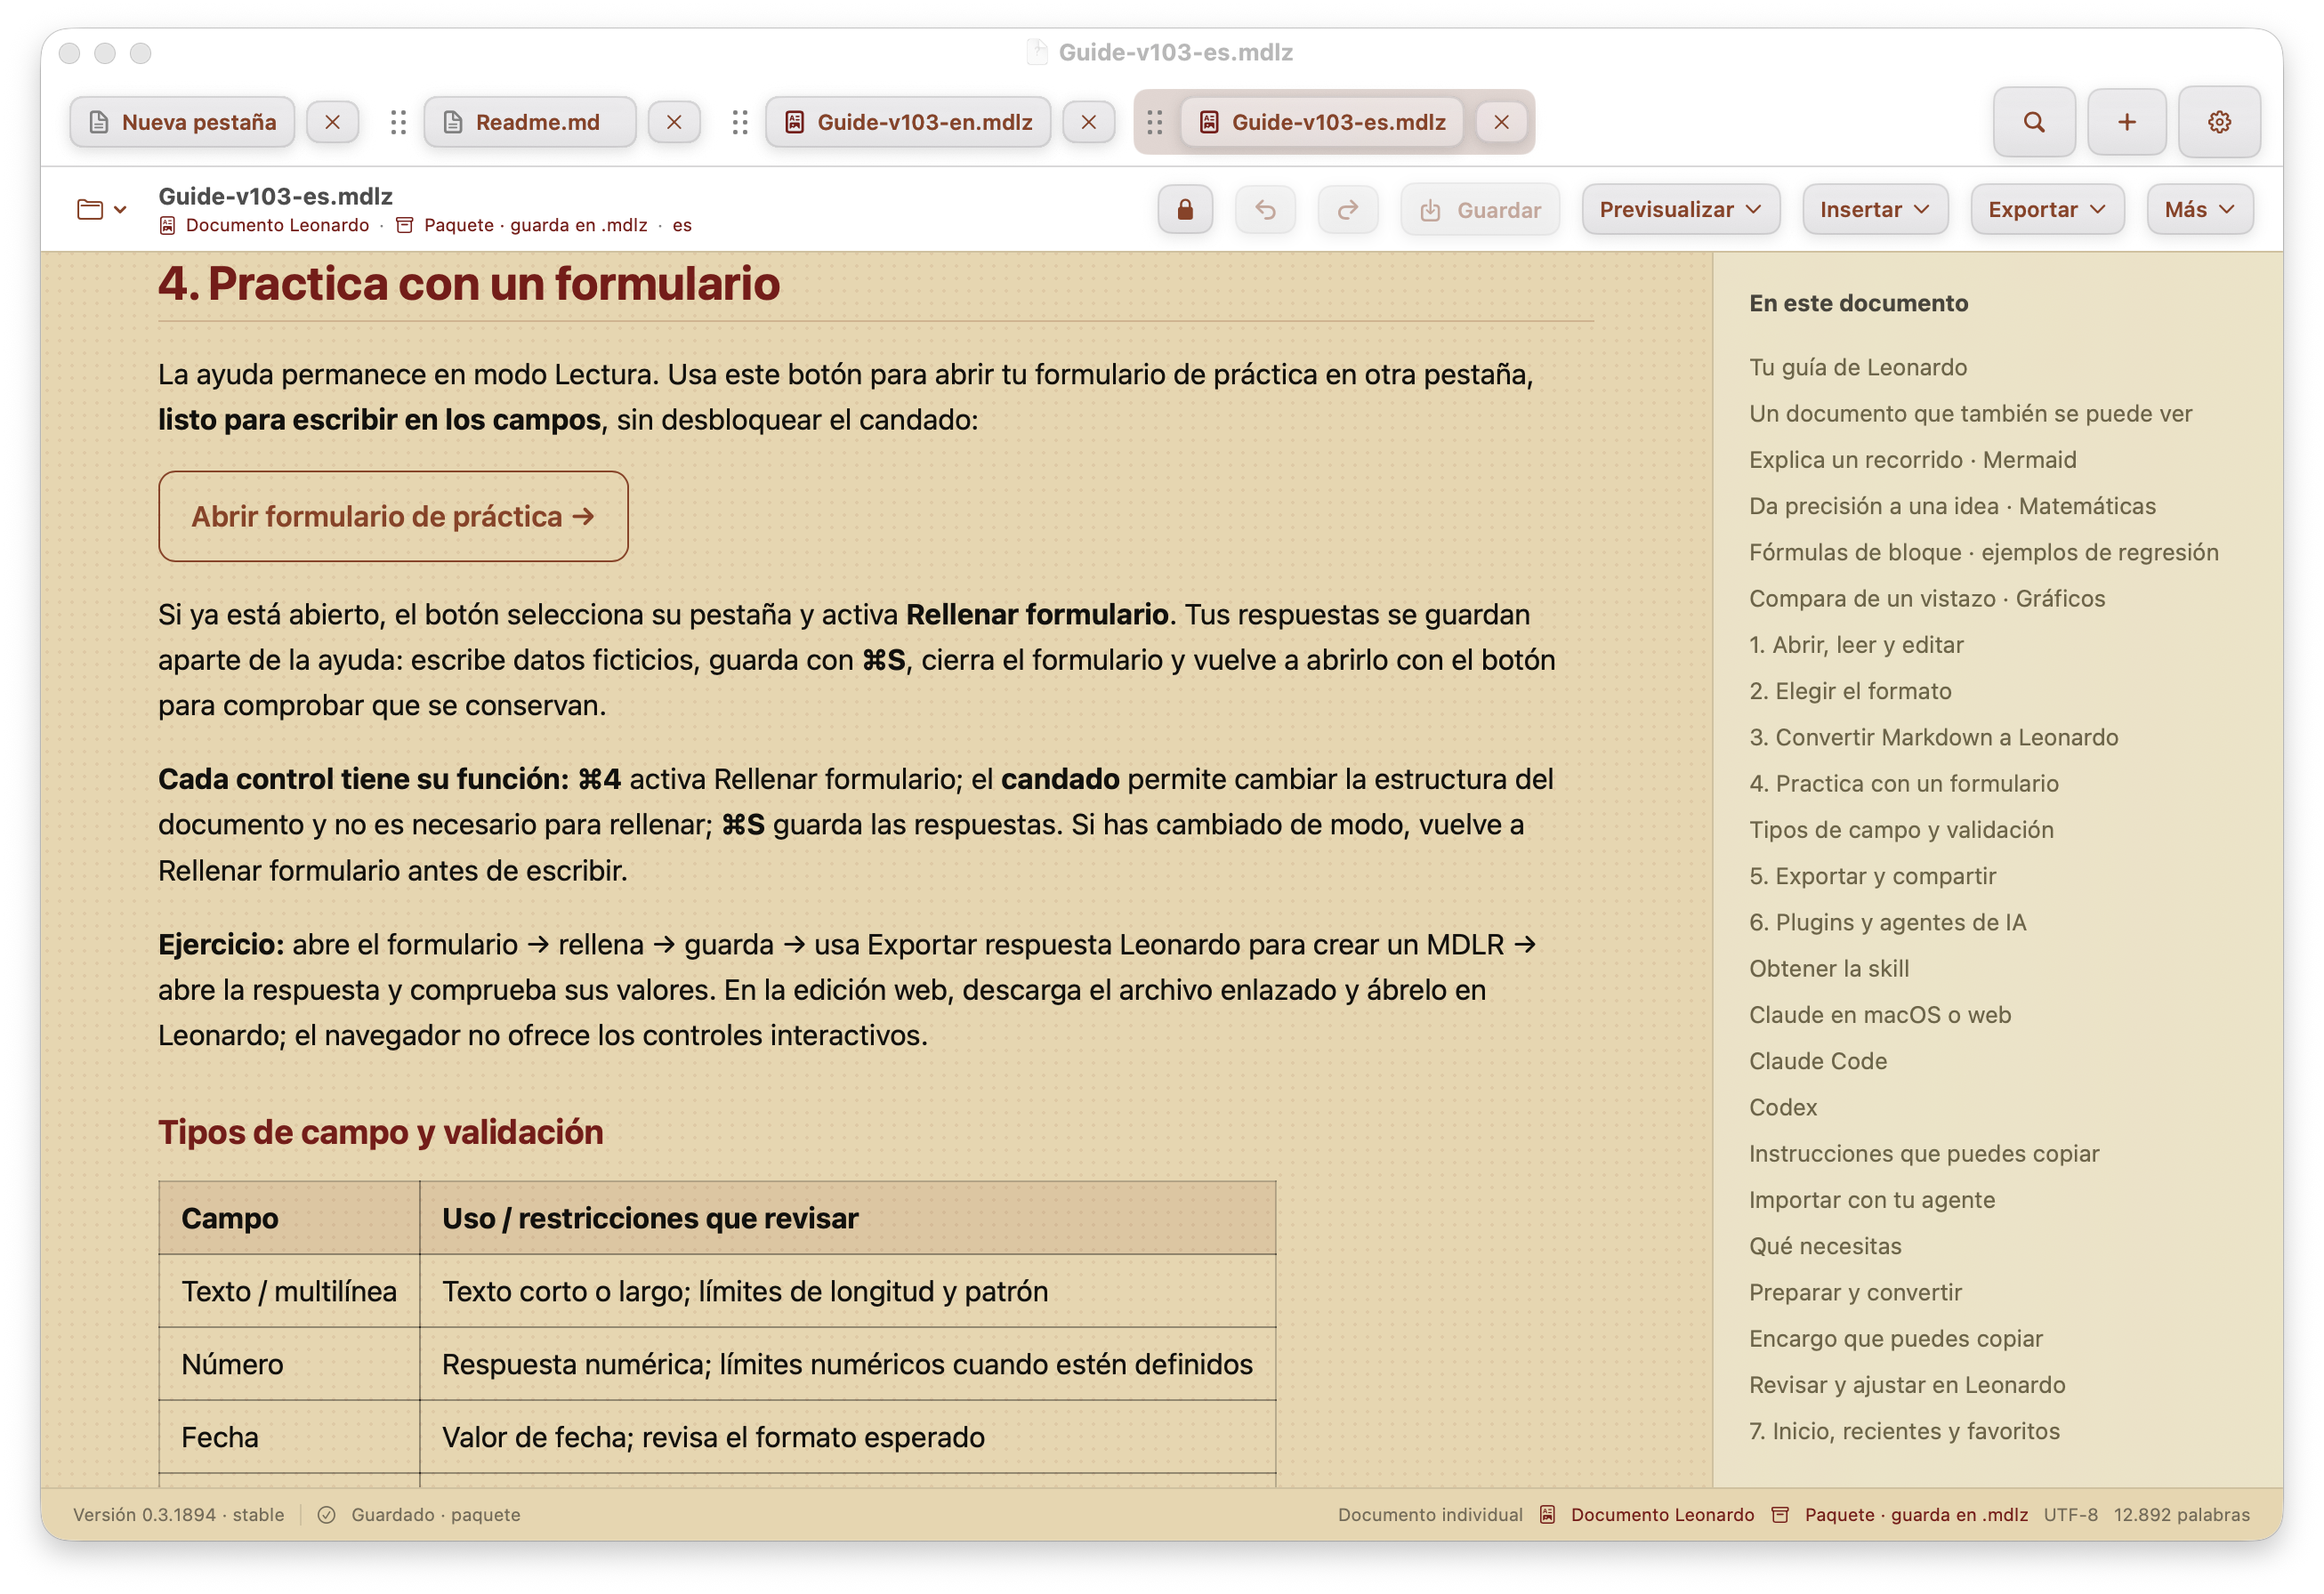 Guide-v103-es.mdlz
Nueva pestaña
Readme.md
Guide-v103-en.mdlz
Guide-v103-es.mdlz
Guide-v103-es.mdlz
Documento Leonardo · Paquete · guarda en .mdlz · es
Guardar
Previsualizar
Insertar
Exportar
Más
4. Practica con un formulario
La ayuda permanece en modo Lectura. Usa este botón para abrir tu formulario de práctica en otra pestaña,
listo para escribir en los campos, sin desbloquear el candado:
Abrir formulario de práctica →
Si ya está abierto, el botón selecciona su pestaña y activa Rellenar formulario. Tus respuestas se guardan
aparte de la ayuda: escribe datos ficticios, guarda con ⌘S, cierra el formulario y vuelve a abrirlo con el botón
para comprobar que se conservan.
Cada control tiene su función: ⌘4 activa Rellenar formulario; el candado permite cambiar la estructura del
documento y no es necesario para rellenar; ⌘S guarda las respuestas. Si has cambiado de modo, vuelve a
Rellenar formulario antes de escribir.
Ejercicio: abre el formulario → rellena → guarda → usa Exportar respuesta Leonardo para crear un MDLR →
abre la respuesta y comprueba sus valores. En la edición web, descarga el archivo enlazado y ábrelo en
Leonardo; el navegador no ofrece los controles interactivos.
Tipos de campo y validación
Campo
Uso / restricciones que revisar
Texto / multilínea
Texto corto o largo; límites de longitud y patrón
Número
Respuesta numérica; límites numéricos cuando estén definidos
Fecha
Valor de fecha; revisa el formato esperado
En este documento
Tu guía de Leonardo
Un documento que también se puede ver
Explica un recorrido · Mermaid
Da precisión a una idea · Matemáticas
Fórmulas de bloque · ejemplos de regresión
Compara de un vistazo · Gráficos
1. Abrir, leer y editar
2. Elegir el formato
3. Convertir Markdown a Leonardo
4. Practica con un formulario
Tipos de campo y validación
5. Exportar y compartir
6. Plugins y agentes de IA
Obtener la skill
Claude en macOS o web
Claude Code
Codex
Instrucciones que puedes copiar
Importar con tu agente
Qué necesitas
Preparar y convertir
Encargo que puedes copiar
Revisar y ajustar en Leonardo
7. Inicio, recientes y favoritos
Versión 0.3.1894 · stable
Guardado · paquete
Documento individual
Documento Leonardo
Paquete · guarda en .mdlz
UTF-8
12.892 palabras